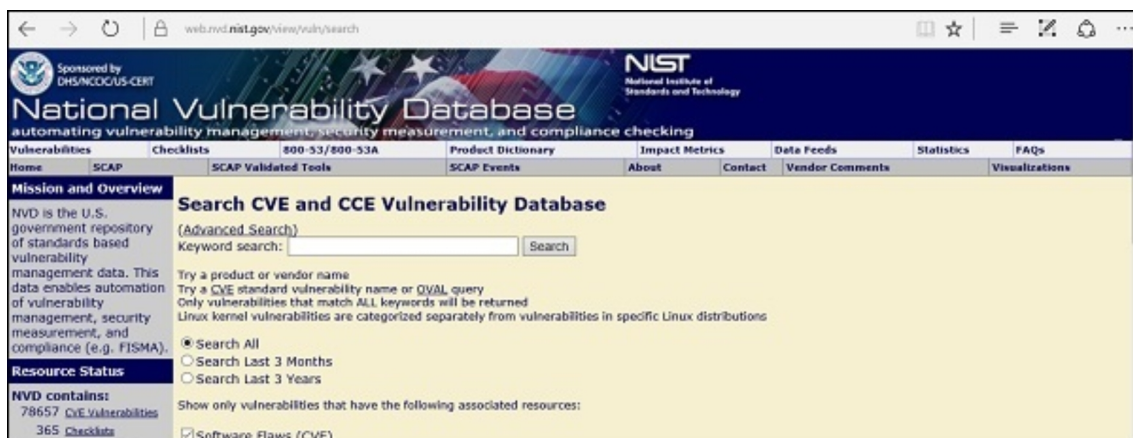 web.nvd.nist.gov/view/vuln/search
Sponsored by
DHS/NCCIC/US-CERT
NIST
National Institute of
Standards and Technology
National Vulnerability Database
automating vulnerability management, security measurement, and compliance checking
Vulnerabilities Checklists 800-53/800-53A Product Dictionary Impact Metrics Data Feeds Statistics FAQs
Home SCAP SCAP Validated Tools SCAP Events About Contact Vendor Comments Visualizations
Mission and Overview
NVD is the U.S.
government repository
of standards based
vulnerability
management data. This
data enables automation
of vulnerability
management, security
measurement, and
compliance (e.g. FISMA).
Resource Status
NVD contains:
78657 CVE Vulnerabilities
365 Checklists
Search CVE and CCE Vulnerability Database
(Advanced Search)
Keyword search: Search
Try a product or vendor name
Try a CVE standard vulnerability name or OVAL query
Only vulnerabilities that match ALL keywords will be returned
Linux kernel vulnerabilities are categorized separately from vulnerabilities in specific Linux distributions
Search All
Search Last 3 Months
Search Last 3 Years
Show only vulnerabilities that have the following associated resources:
Software Flaws (CVE)